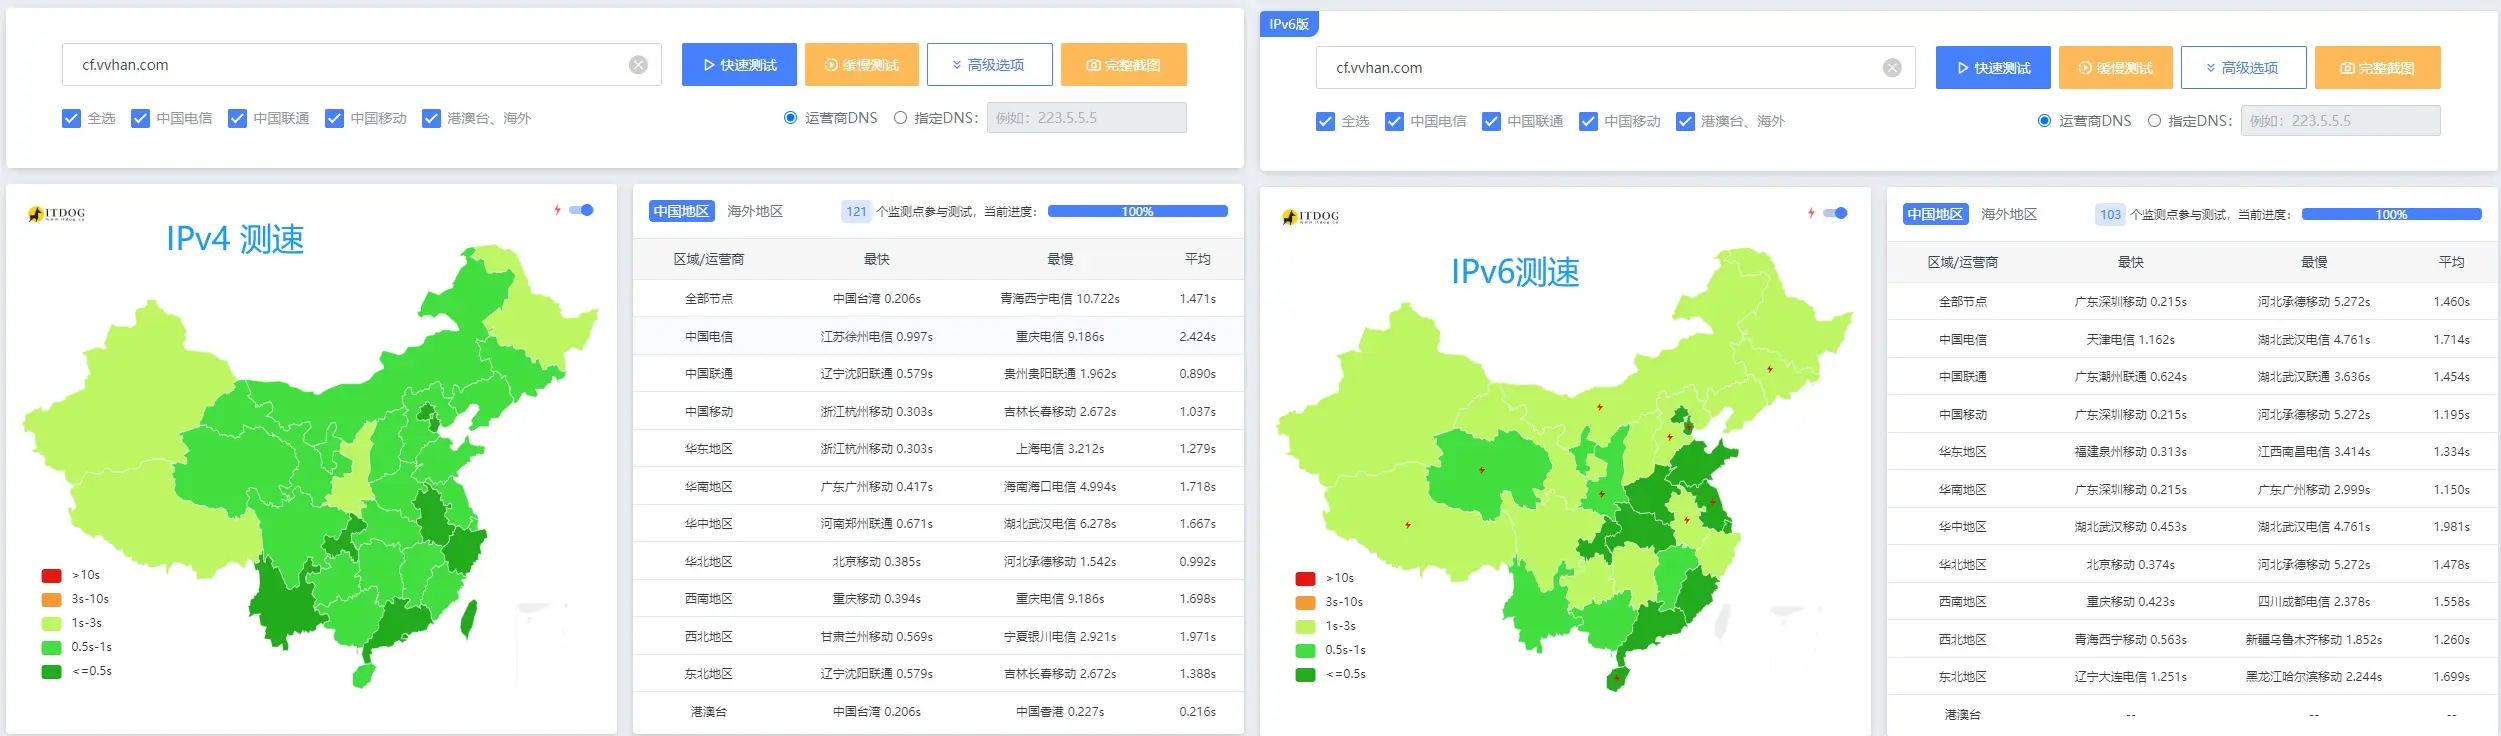 cf.vvhan.com 快速测试 缓慢测试 高级选项 完整截图
全选 中国电信 中国联通 中国移动 港澳台、海外 运营商DNS 指定DNS: 例如：223.5.5.5
ITDOG
IPv4 测速
>10s
3s-10s
1s-3s
0.5s-1s
<=0.5s
中国地区 海外地区 121 个监测点参与测试，当前进度： 100%
区域/运营商 最快 最慢 平均
全部节点 中国台湾 0.206s 青海西宁电信 10.722s 1.471s
中国电信 江苏徐州电信 0.997s 重庆电信 9.186s 2.424s
中国联通 辽宁沈阳联通 0.579s 贵州贵阳联通 1.962s 0.890s
中国移动 浙江杭州移动 0.303s 吉林长春移动 2.672s 1.037s
华东地区 浙江杭州移动 0.303s 上海电信 3.212s 1.279s
华南地区 广东广州移动 0.417s 海南海口电信 4.994s 1.718s
华中地区 河南郑州联通 0.671s 湖北武汉电信 6.278s 1.667s
华北地区 北京移动 0.385s 河北承德移动 1.542s 0.992s
西南地区 重庆移动 0.394s 重庆电信 9.186s 1.698s
西北地区 甘肃兰州移动 0.569s 宁夏银川电信 2.921s 1.971s
东北地区 辽宁沈阳联通 0.579s 吉林长春移动 2.672s 1.388s
港澳台 中国台湾 0.206s 中国香港 0.227s 0.216s
IPv6版
cf.vvhan.com 快速测试 缓慢测试 高级选项 完整截图
全选 中国电信 中国联通 中国移动 港澳台、海外 运营商DNS 指定DNS: 例如：223.5.5.5
ITDOG
IPv6测速
>10s
3s-10s
1s-3s
0.5s-1s
<=0.5s
中国地区 海外地区 103 个监测点参与测试，当前进度： 100%
区域/运营商 最快 最慢 平均
全部节点 广东深圳移动 0.215s 河北承德移动 5.272s 1.460s
中国电信 天津电信 1.162s 湖北武汉电信 4.761s 1.714s
中国联通 广东潮州联通 0.624s 湖北武汉联通 3.636s 1.454s
中国移动 广东深圳移动 0.215s 河北承德移动 5.272s 1.195s
华东地区 福建泉州移动 0.313s 江西南昌电信 3.414s 1.334s
华南地区 广东深圳移动 0.215s 广东广州移动 2.999s 1.150s
华中地区 湖北武汉移动 0.453s 湖北武汉电信 4.761s 1.981s
华北地区 北京移动 0.374s 河北承德移动 5.272s 1.478s
西南地区 重庆移动 0.423s 四川成都电信 2.378s 1.558s
西北地区 青海西宁移动 0.563s 新疆乌鲁木齐移动 1.852s 1.260s
东北地区 辽宁大连电信 1.251s 黑龙江哈尔滨移动 2.244s 1.699s
港澳台 -- -- --